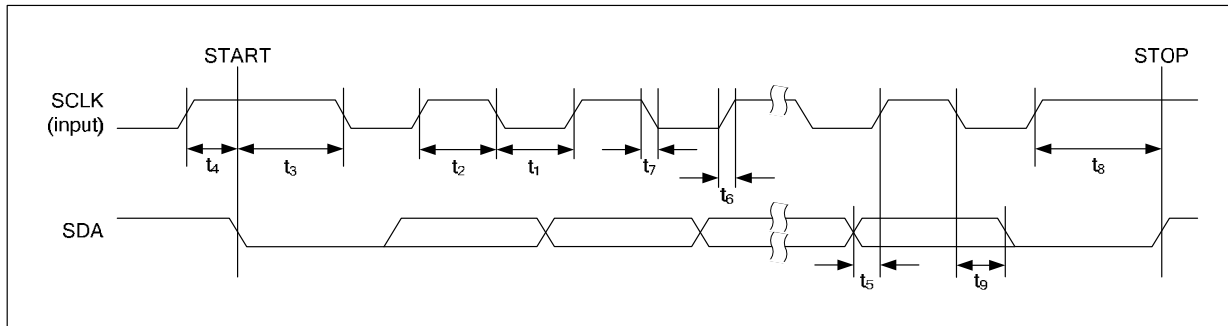 START STOP
SCLK
(input)
t4 t3 t2 t1 t7 t6 t8
SDA
t5 t9